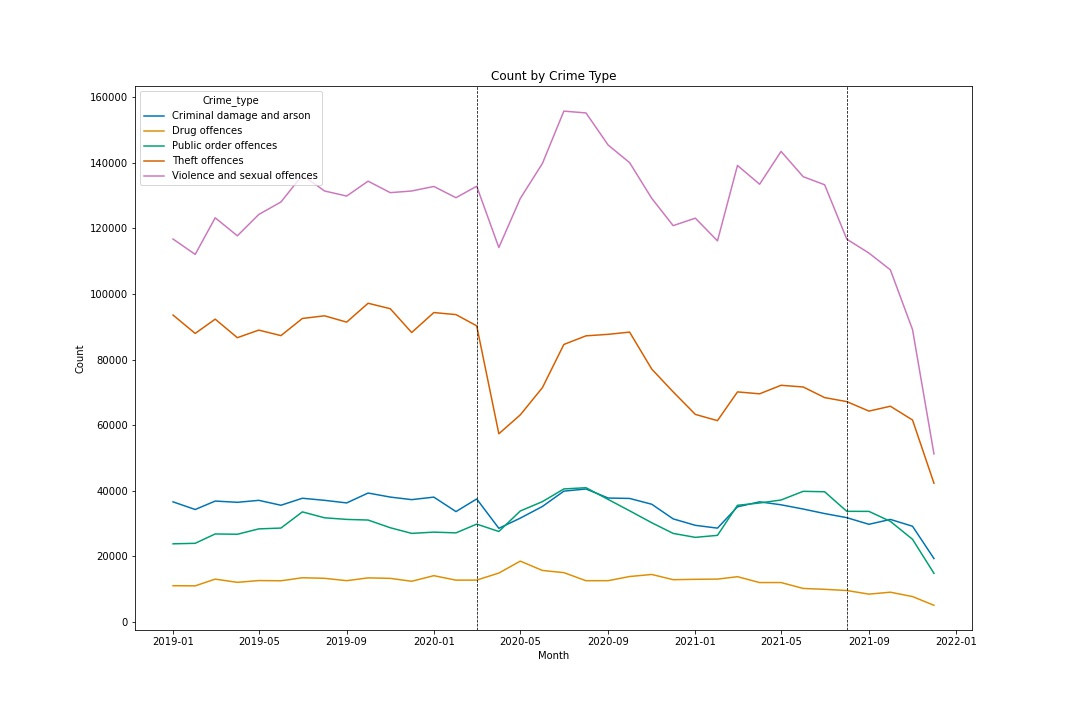 Count by Crime Type
Crime_type
Criminal damage and arson
Drug offences
Public order offences
Theft offences
Violence and sexual offences
160000
140000
120000
100000
80000
60000
40000
20000
0
Count
2019-01 2019-05 2019-09 2020-01 2020-05 2020-09 2021-01 2021-05 2021-09 2022-01
Month